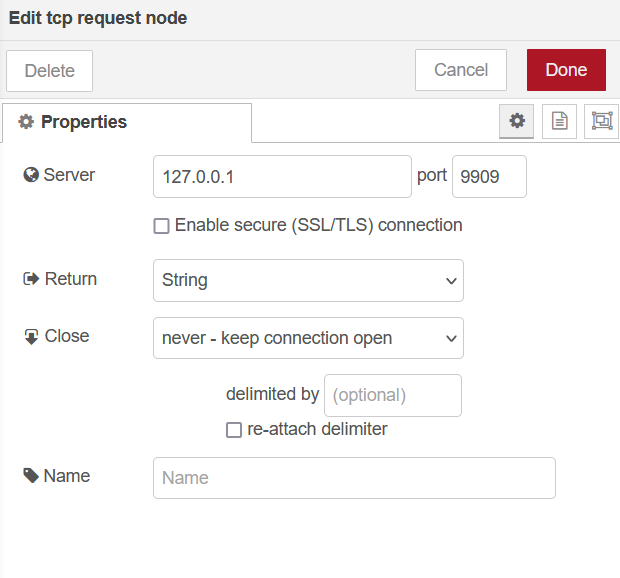 Edit tcp request node
Delete
Cancel
Done
Properties
Server
127.0.0.1
port
9909
Enable secure (SSL/TLS) connection
Return
String
Close
never - keep connection open
delimited by
(optional)
re-attach delimiter
Name
Name